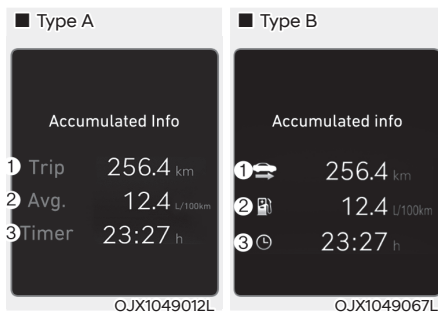 ■ Type A
Accumulated Info
1 Trip 256.4 km
2 Avg. 12.4 L/100km
3 Timer 23:27 h
OJX1049012L
■ Type B
Accumulated info
1 256.4 km
2 12.4 L/100km
3 23:27 h
OJX1049067L